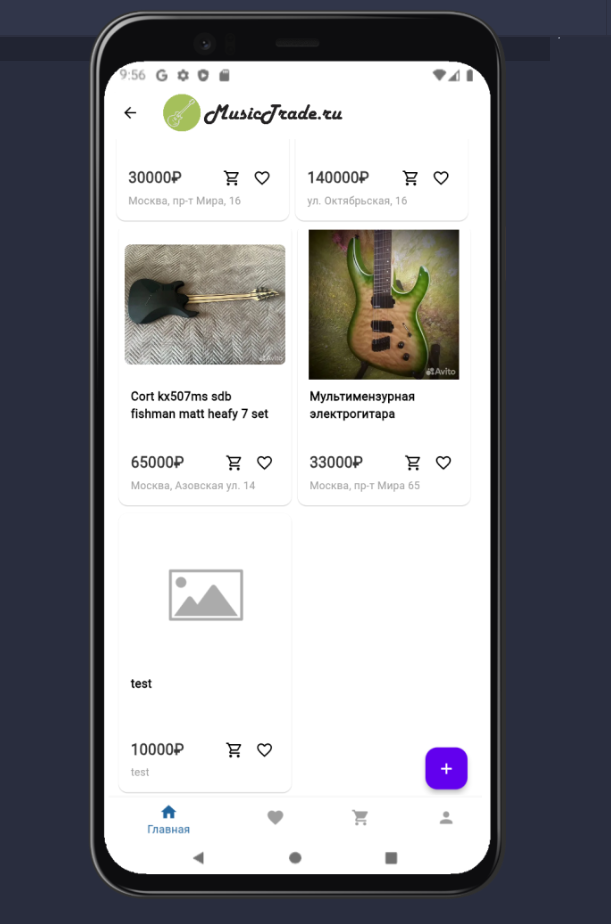 9:56
MusicTrade.ru
30000₽
Москва, пр-т Мира, 16
140000₽
ул. Октябрьская, 16
Avito
Avito
Cort kx507ms sdb
fishman matt heafy 7 set
65000₽
Москва, Азовская ул. 14
Мультимензурная
электрогитара
33000₽
Москва, пр-т Мира 65
test
10000₽
test
Главная